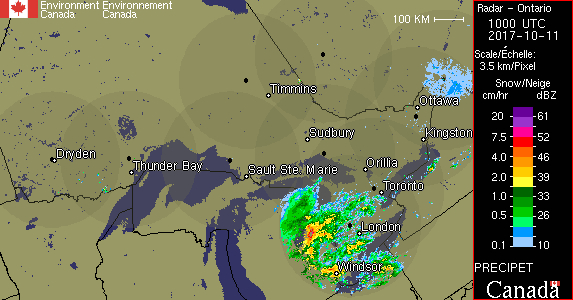 Environment Environnement
Canada Canada
100 KM
Radar - Ontario
1000 UTC
2017-10-11
Scale/Échelle:
3.5 km/Pixel
Snow/Neige
cm/hr dBZ
20 61
7.5 52
4.0 46
2.0 39
1.0 33
0.5 26
0.1 10
PRECIPET
Canada
Timmins
Ottawa
Sudbury
Kingston
Dryden
Thunder Bay
Sault Ste. Marie
Orillia
Toronto
London
Windsor